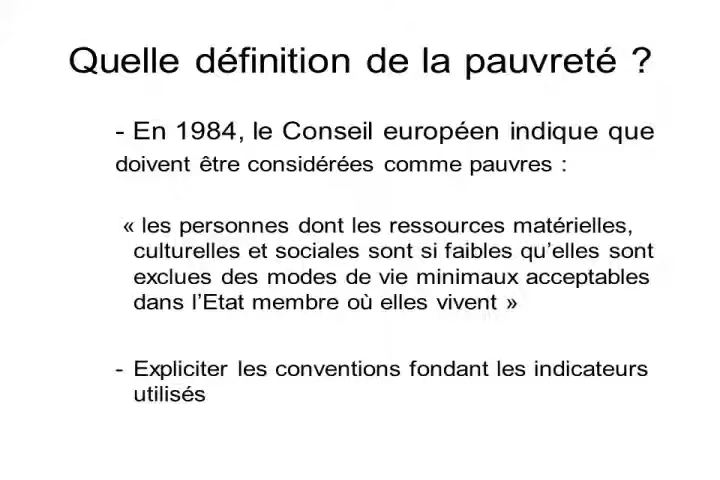 Quelle définition de la pauvreté ?
- En 1984, le Conseil européen indique que
doivent être considérées comme pauvres :
« les personnes dont les ressources matérielles,
culturelles et sociales sont si faibles qu’elles sont
exclues des modes de vie minimaux acceptables
dans l’Etat membre où elles vivent »
- Expliciter les conventions fondant les indicateurs
utilisés